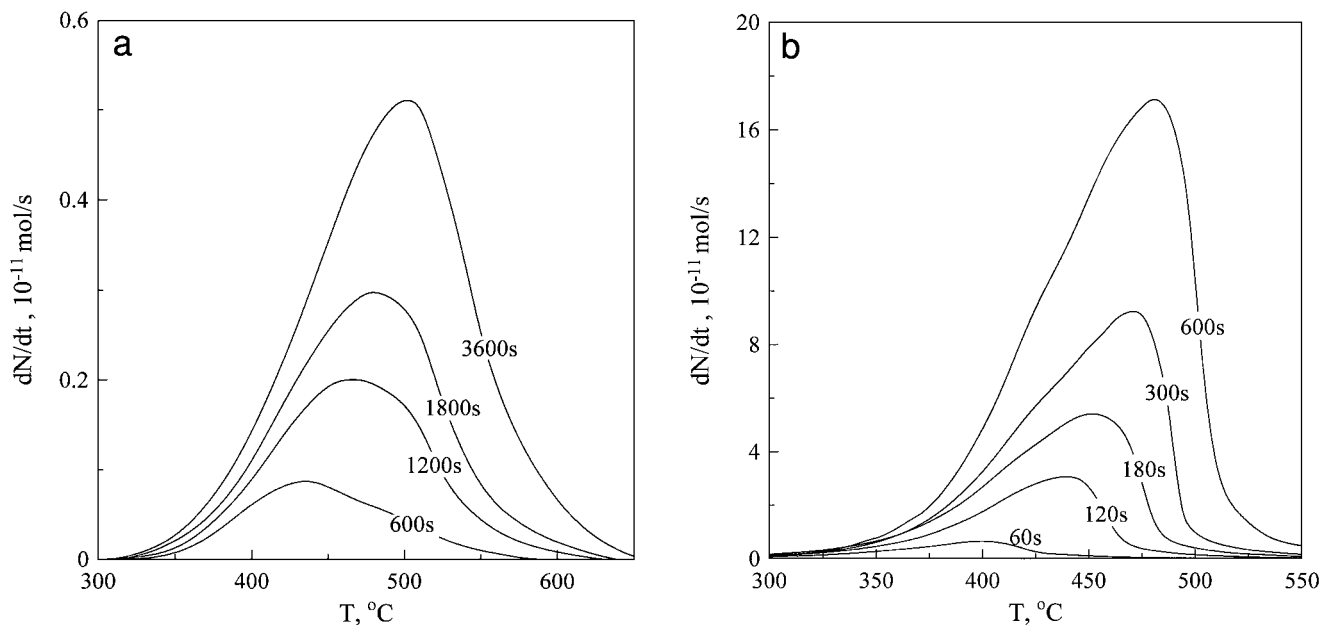 a
0.6
0.4
0.2
0
dN/dt , 10⁻¹¹ mol/s
3600s
1800s
1200s
600s
300 400 500 600
T, °C
b
20
16
12
8
4
0
dN/dt , 10⁻¹¹ mol/s
600s
300s
180s
120s
60s
300 350 400 450 500 550
T, °C